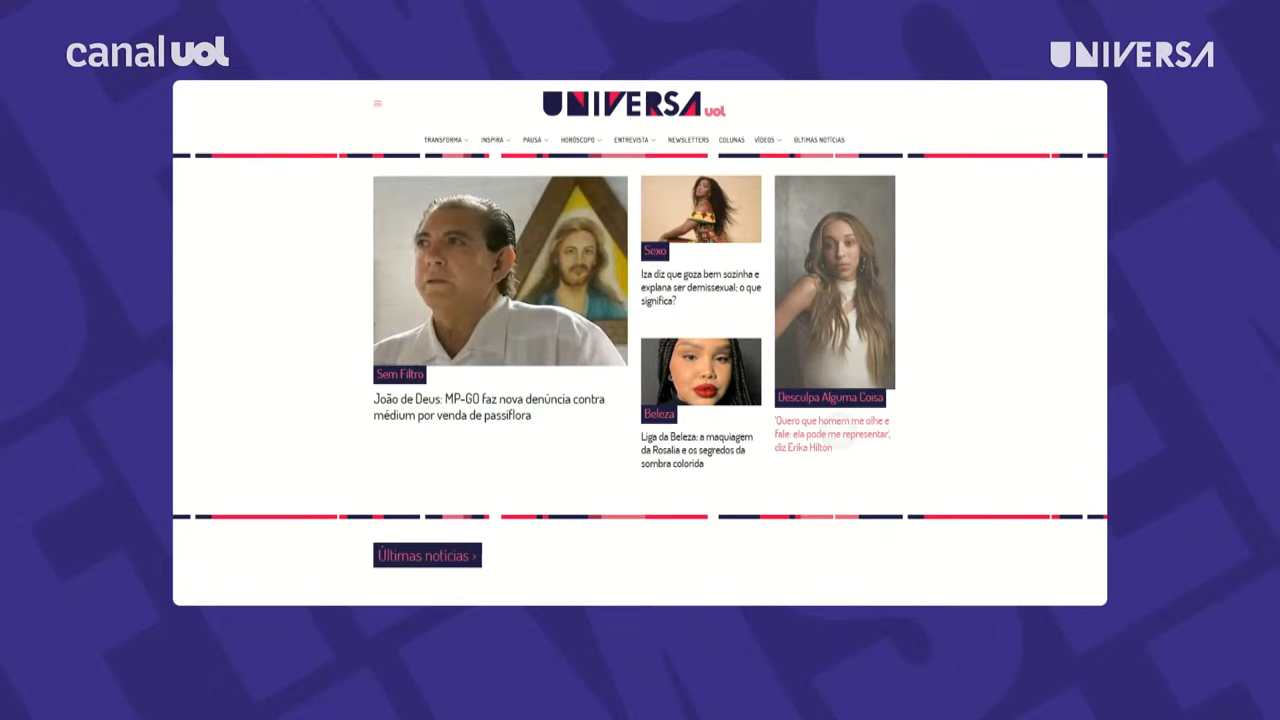 canal uol
UNIVERSA
UNIVERSA uol
TRANSFORMA INSPIRA PAUSA HORÓSCOPO ENTREVISTA NEWSLETTERS COLUNAS VÍDEOS ÚLTIMAS NOTÍCIAS
Sem Filtro
João de Deus: MP-GO faz nova denúncia contra
médium por venda de passiflora
Sexo
Iza diz que goza bem sozinha e
explana ser demissexual; o que
significa?
Beleza
Liga da Beleza: a maquiagem
da Rosalia e os segredos da
sombra colorida
Desculpa Alguma Coisa
'Quero que homem me olhe e
fale: ela pode me representar',
diz Erika Hilton
Últimas notícias ›